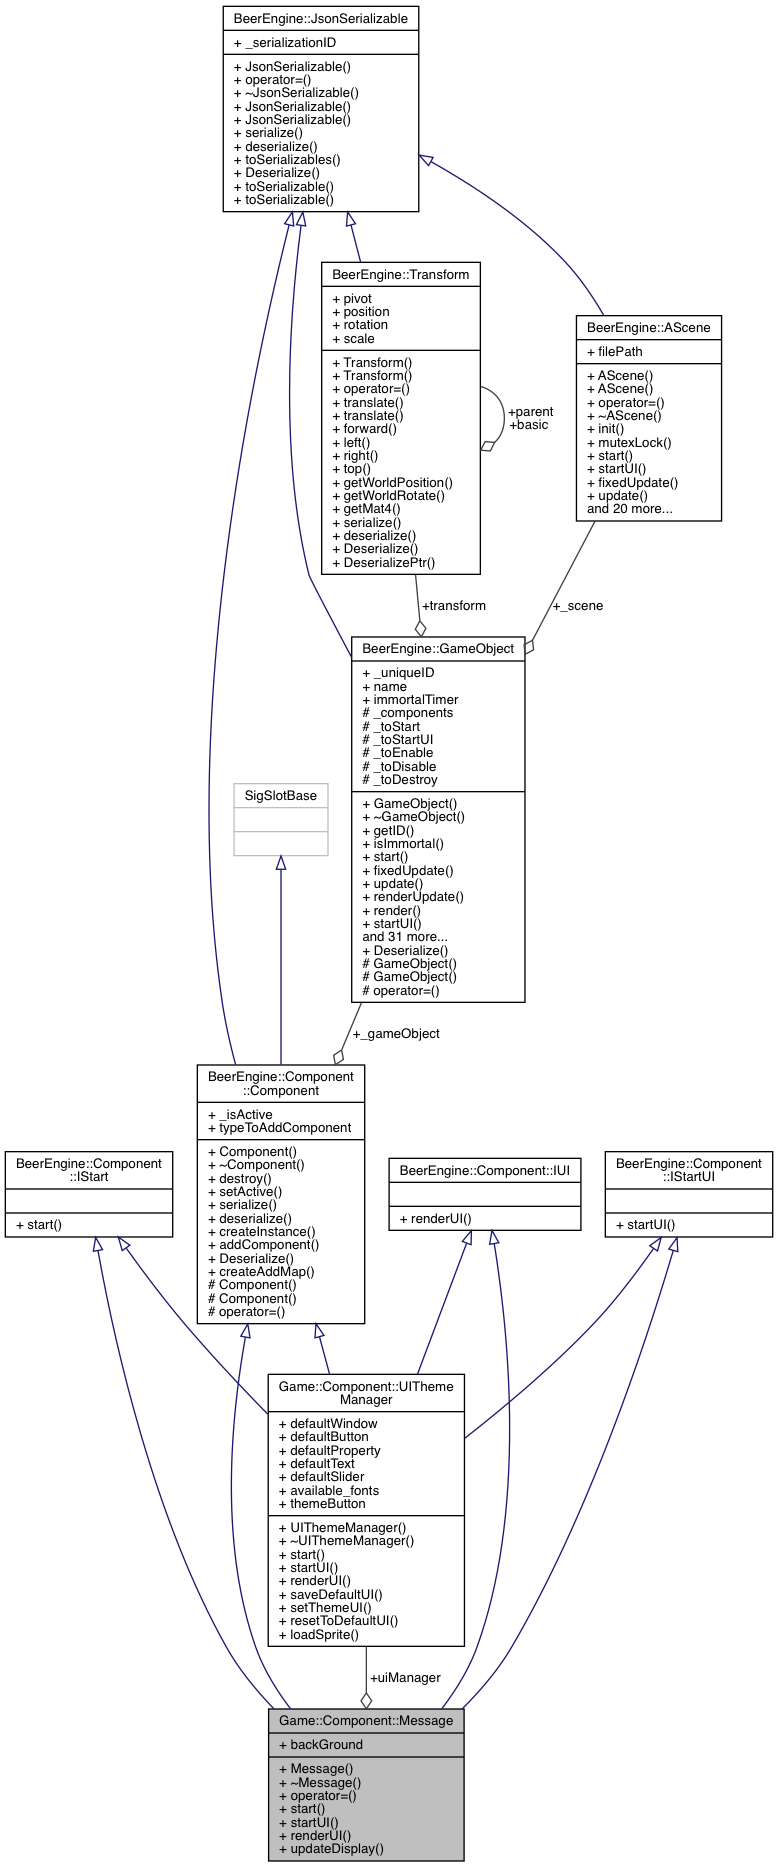 BeerEngine::JsonSerializable
+ _serializationID
+ JsonSerializable()
+ operator=()
+ ~JsonSerializable()
+ JsonSerializable()
+ JsonSerializable()
+ serialize()
+ deserialize()
+ toSerializables()
+ Deserialize()
+ toSerializable()
+ toSerializable()
BeerEngine::Transform
+ pivot
+ position
+ rotation
+ scale
+ Transform()
+ Transform()
+ operator=()
+ translate()
+ translate()
+ forward()
+ left()
+ right()
+ top()
+ getWorldPosition()
+ getWorldRotate()
+ getMat4()
+ serialize()
+ deserialize()
+ Deserialize()
+ DeserializePtr()
+parent
+basic
BeerEngine::AScene
+ filePath
+ AScene()
+ AScene()
+ operator=()
+ ~AScene()
+ init()
+ mutexLock()
+ start()
+ startUI()
+ fixedUpdate()
+ update()
and 20 more...
+transform
+_scene
BeerEngine::GameObject
+ _uniqueID
+ name
+ immortalTimer
# _components
# _toStart
# _toStartUI
# _toEnable
# _toDisable
# _toDestroy
+ GameObject()
+ ~GameObject()
+ getID()
+ isImmortal()
+ start()
+ fixedUpdate()
+ update()
+ renderUpdate()
+ render()
+ startUI()
and 31 more...
+ Deserialize()
# GameObject()
# GameObject()
# operator=()
SigSlotBase
+_gameObject
BeerEngine::Component
::Component
+ _isActive
+ typeToAddComponent
+ Component()
+ ~Component()
+ destroy()
+ setActive()
+ serialize()
+ deserialize()
+ createInstance()
+ addComponent()
+ Deserialize()
+ createAddMap()
# Component()
# Component()
# operator=()
BeerEngine::Component
::IStart
+ start()
BeerEngine::Component::IUI
+ renderUI()
BeerEngine::Component
::IStartUI
+ startUI()
Game::Component::UITheme
Manager
+ defaultWindow
+ defaultButton
+ defaultProperty
+ defaultText
+ defaultSlider
+ available_fonts
+ themeButton
+ UIThemeManager()
+ ~UIThemeManager()
+ start()
+ startUI()
+ renderUI()
+ saveDefaultUI()
+ setThemeUI()
+ resetToDefaultUI()
+ loadSprite()
+uiManager
Game::Component::Message
+ backGround
+ Message()
+ ~Message()
+ operator=()
+ start()
+ startUI()
+ renderUI()
+ updateDisplay()